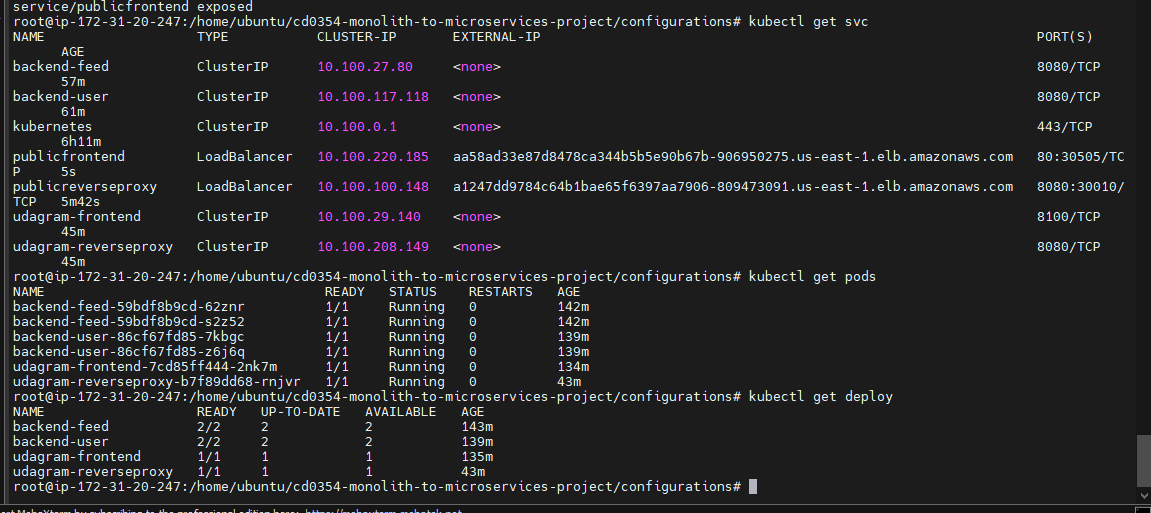 service/publicfrontend exposed
root@ip-172-31-20-247:/home/ubuntu/cd0354-monolith-to-microservices-project/configurations# kubectl get svc
NAME TYPE CLUSTER-IP EXTERNAL-IP PORT(S)
AGE
backend-feed ClusterIP 10.100.27.80 <none> 8080/TCP
57m
backend-user ClusterIP 10.100.117.118 <none> 8080/TCP
61m
kubernetes ClusterIP 10.100.0.1 <none> 443/TCP
6h11m
publicfrontend LoadBalancer 10.100.220.185 aa58ad33e87d8478ca344b5b5e90b67b-906950275.us-east-1.elb.amazonaws.com 80:30505/TC
P 5s
publicreverseproxy LoadBalancer 10.100.100.148 a1247dd9784c64b1bae65f6397aa7906-809473091.us-east-1.elb.amazonaws.com 8080:30010/
TCP 5m42s
udagram-frontend ClusterIP 10.100.29.140 <none> 8100/TCP
45m
udagram-reverseproxy ClusterIP 10.100.208.149 <none> 8080/TCP
45m
root@ip-172-31-20-247:/home/ubuntu/cd0354-monolith-to-microservices-project/configurations# kubectl get pods
NAME READY STATUS RESTARTS AGE
backend-feed-59bdf8b9cd-62znr 1/1 Running 0 142m
backend-feed-59bdf8b9cd-s2z52 1/1 Running 0 142m
backend-user-86cf67fd85-7kbgc 1/1 Running 0 139m
backend-user-86cf67fd85-z6j6q 1/1 Running 0 139m
udagram-frontend-7cd85ff444-2nk7m 1/1 Running 0 134m
udagram-reverseproxy-b7f89dd68-rnjvr 1/1 Running 0 43m
root@ip-172-31-20-247:/home/ubuntu/cd0354-monolith-to-microservices-project/configurations# kubectl get deploy
NAME READY UP-TO-DATE AVAILABLE AGE
backend-feed 2/2 2 2 143m
backend-user 2/2 2 2 139m
udagram-frontend 1/1 1 1 135m
udagram-reverseproxy 1/1 1 1 43m
root@ip-172-31-20-247:/home/ubuntu/cd0354-monolith-to-microservices-project/configurations#